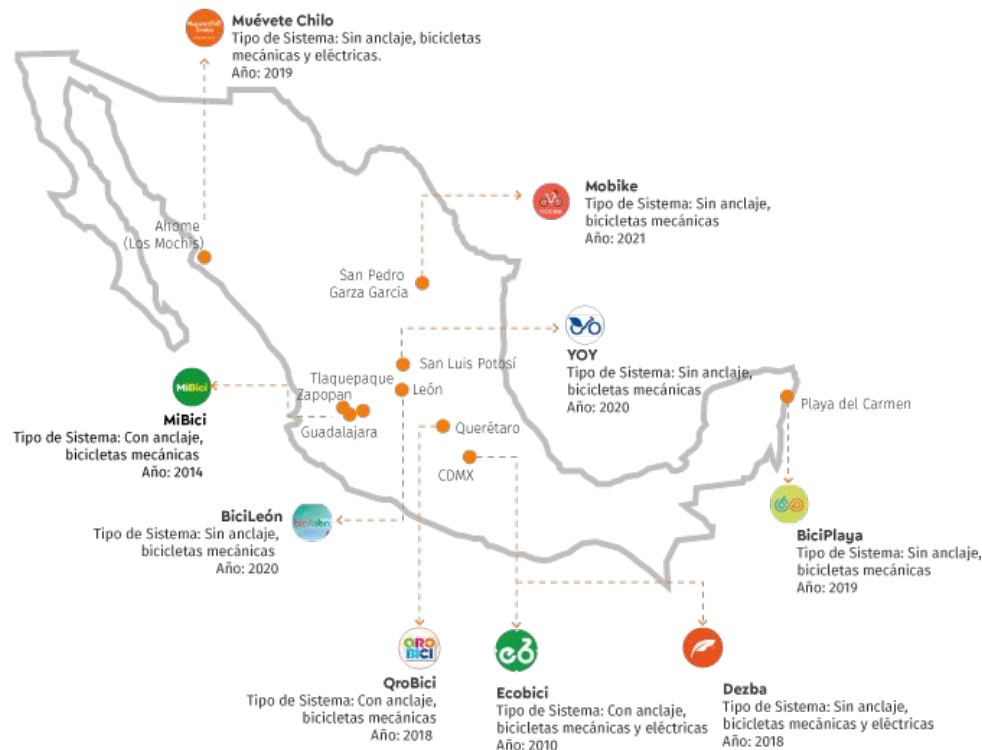 Muévete Chilo
Tipo de Sistema: Sin anclaje, bicicletas
mecánicas y eléctricas.
Año: 2019
Mobike
Tipo de Sistema: Sin anclaje,
bicicletas mecánicas
Año: 2021
Ahome
(Los Mochis)
San Pedro
Garza García
YOY
Tipo de Sistema: Sin anclaje,
bicicletas mecánicas
Año: 2020
San Luis Potosí
Tlaquepaque
Zapopan
León
Guadalajara
MiBici
MiBici
Tipo de Sistema: Con anclaje,
bicicletas mecánicas
Año: 2014
Querétaro
CDMX
Playa del Carmen
BiciLeón
Tipo de Sistema: Sin anclaje,
bicicletas mecánicas
Año: 2020
BiciPlaya
Tipo de Sistema: Sin anclaje,
bicicletas mecánicas
Año: 2019
QRO
BICI
QroBici
Tipo de Sistema: Con anclaje,
bicicletas mecánicas
Año: 2018
Ecobici
Tipo de Sistema: Con anclaje,
bicicletas mecánicas y eléctricas
Año: 2010
Dezba
Tipo de Sistema: Sin anclaje,
bicicletas mecánicas y eléctricas
Año: 2018